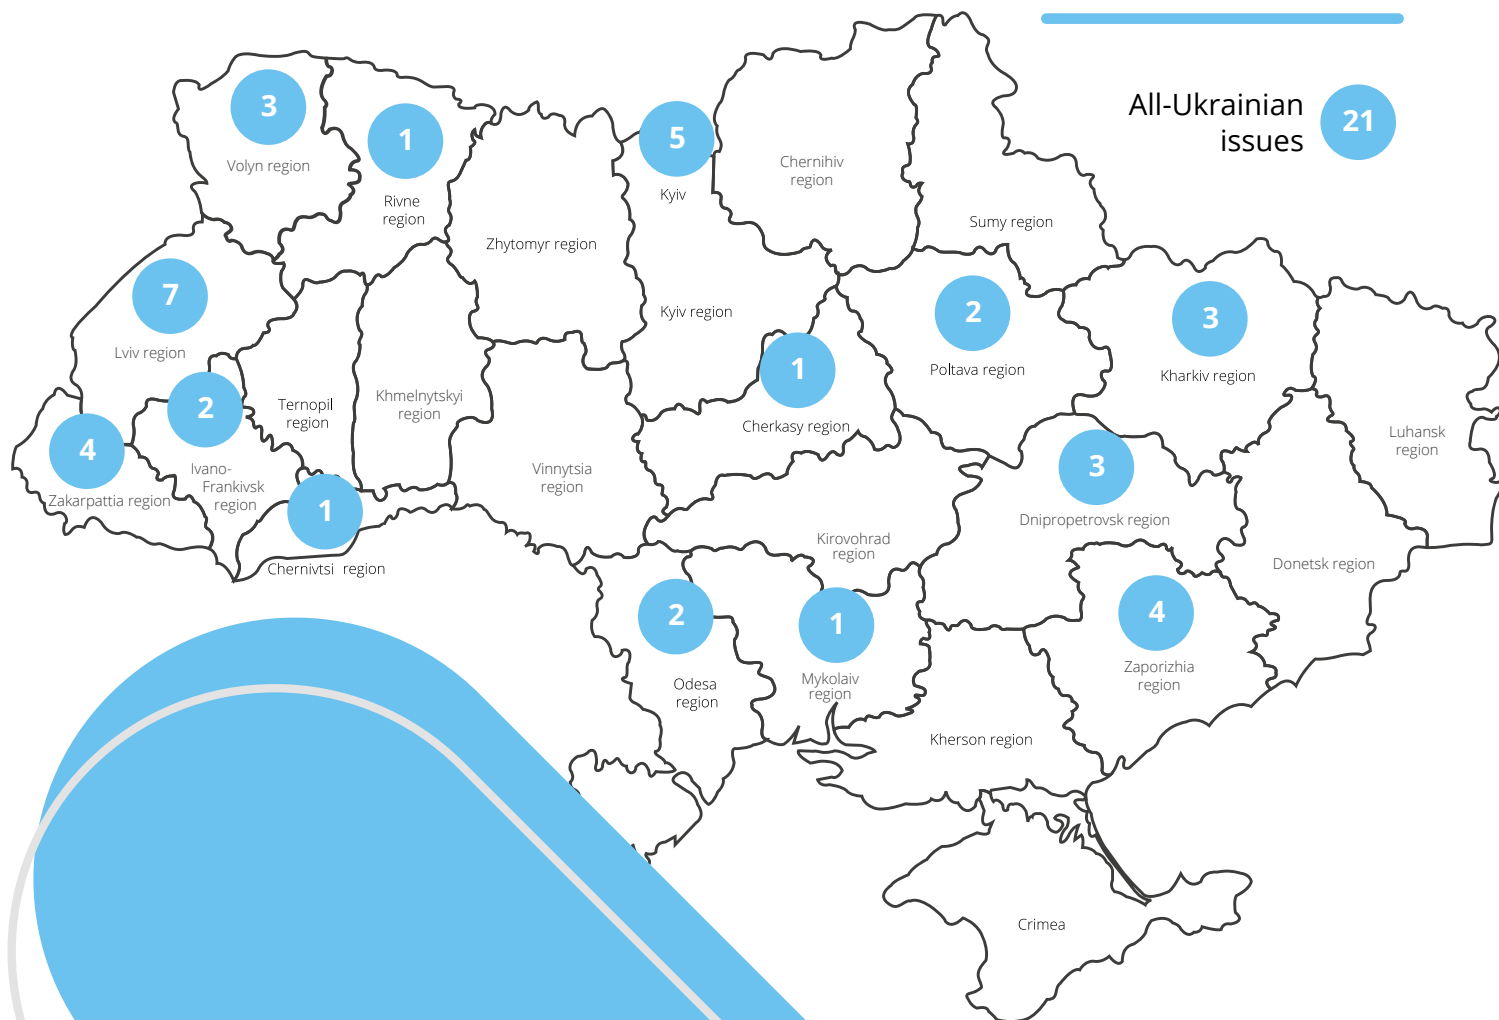 All-Ukrainian
issues
21
3
Volyn region
1
Rivne
region
5
Kyiv
Chernihiv
region
Sumy region
Zhytomyr region
7
Lviv region
Kyiv region
2
Poltava region
3
Kharkiv region
1
Cherkasy region
Khmelnytskyi
region
Ternopil
region
2
Ivano-
Frankivsk
region
4
Zakarpattia region
1
Chernivtsi region
Vinnytsia
region
Kirovohrad
region
3
Dnipropetrovsk region
Luhansk
region
Donetsk region
2
Odesa
region
1
Mykolaiv
region
4
Zaporizhia
region
Kherson region
Crimea